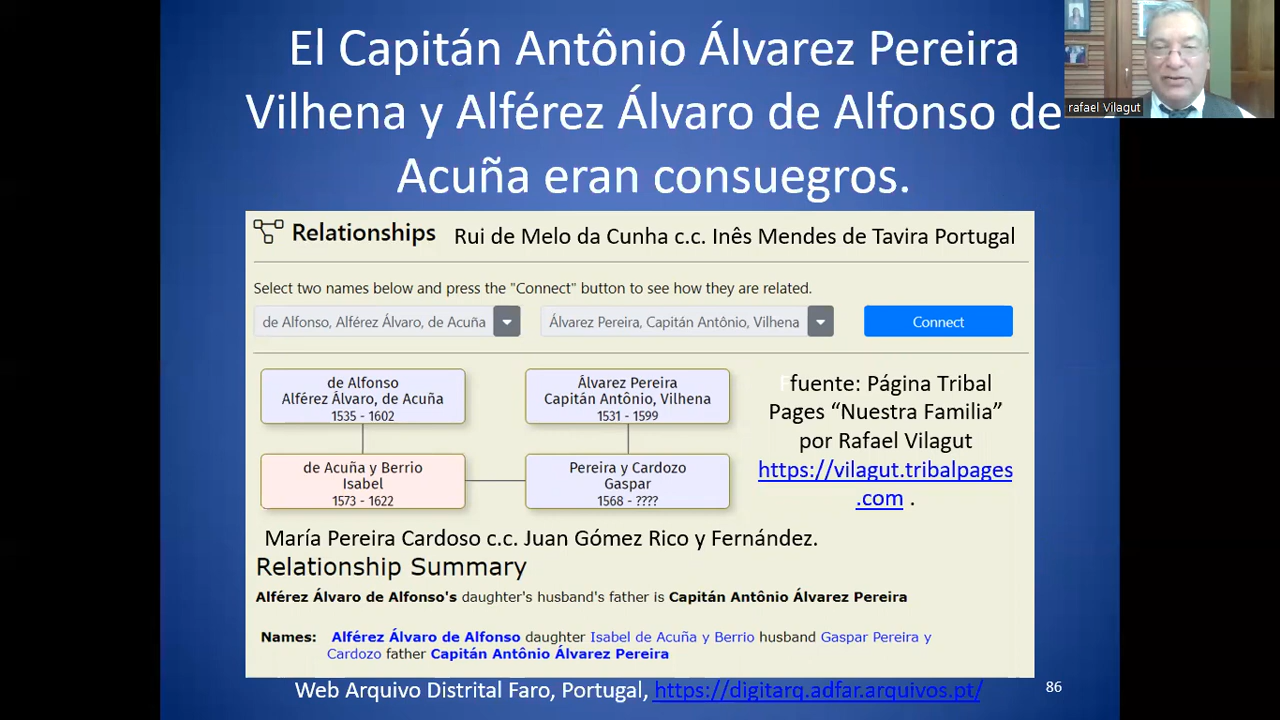 El Capitán Antônio Álvarez Pereira
Vilhena y Alférez Álvaro de Alfonso de
Acuña eran consuegros.
rafael Vilagut
Relationships Rui de Melo da Cunha c.c. Inês Mendes de Tavira Portugal
Select two names below and press the "Connect" button to see how they are related.
de Alfonso, Alférez Álvaro, de Acuña Álvarez Pereira, Capitán Antônio, Vilhena Connect
de Alfonso
Alférez Álvaro, de Acuña
1535 - 1602
Álvarez Pereira
Capitán Antônio, Vilhena
1531 - 1599
de Acuña y Berrio
Isabel
1573 - 1622
Pereira y Cardozo
Gaspar
1568 - ????
fuente: Página Tribal
Pages “Nuestra Familia”
por Rafael Vilagut
https://vilagut.tribalpages
.com .
María Pereira Cardoso c.c. Juan Gómez Rico y Fernández.
Relationship Summary
Alférez Álvaro de Alfonso's daughter's husband's father is Capitán Antônio Álvarez Pereira
Names: Alférez Álvaro de Alfonso daughter Isabel de Acuña y Berrio husband Gaspar Pereira y
Cardozo father Capitán Antônio Álvarez Pereira
Web Arquivo Distrital Faro, Portugal, https://digitarq.adfar.arquivos.pt/
86